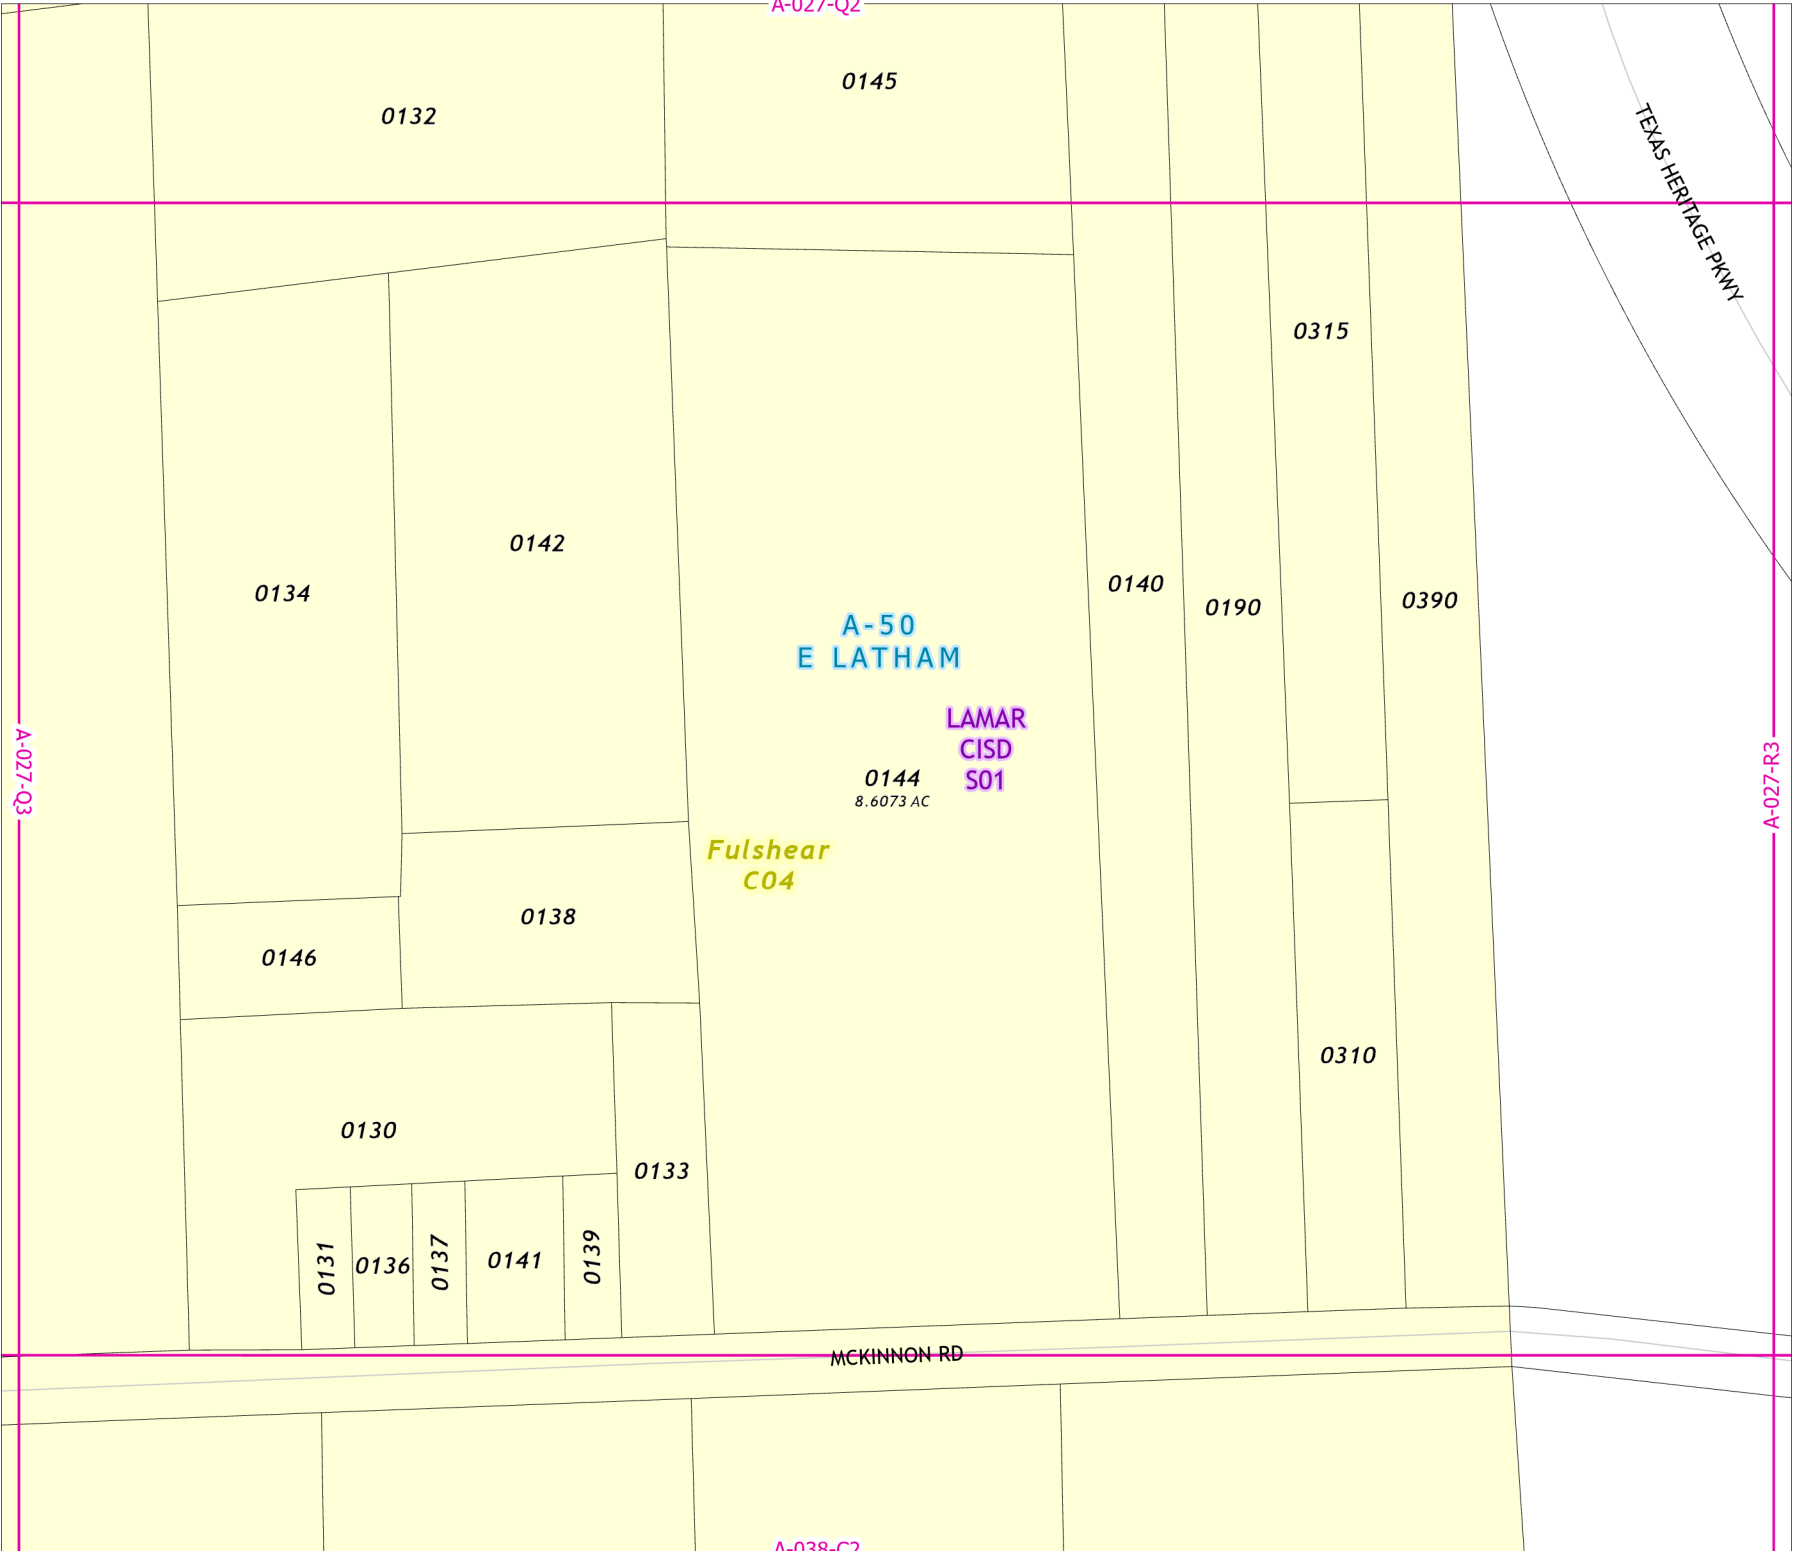 A-027-Q2
0145
0132
TEXAS HERITAGE PKWY
0315
0142
0134
0140
0190
0390
A-50
E LATHAM
LAMAR
CISD
S01
0144
8.6073 AC
A-027-Q3
A-027-R3
Fulshear
C04
0138
0146
0310
0130
0133
0131
0136
0137
0141
0139
MCKINNON RD
A-038-C2